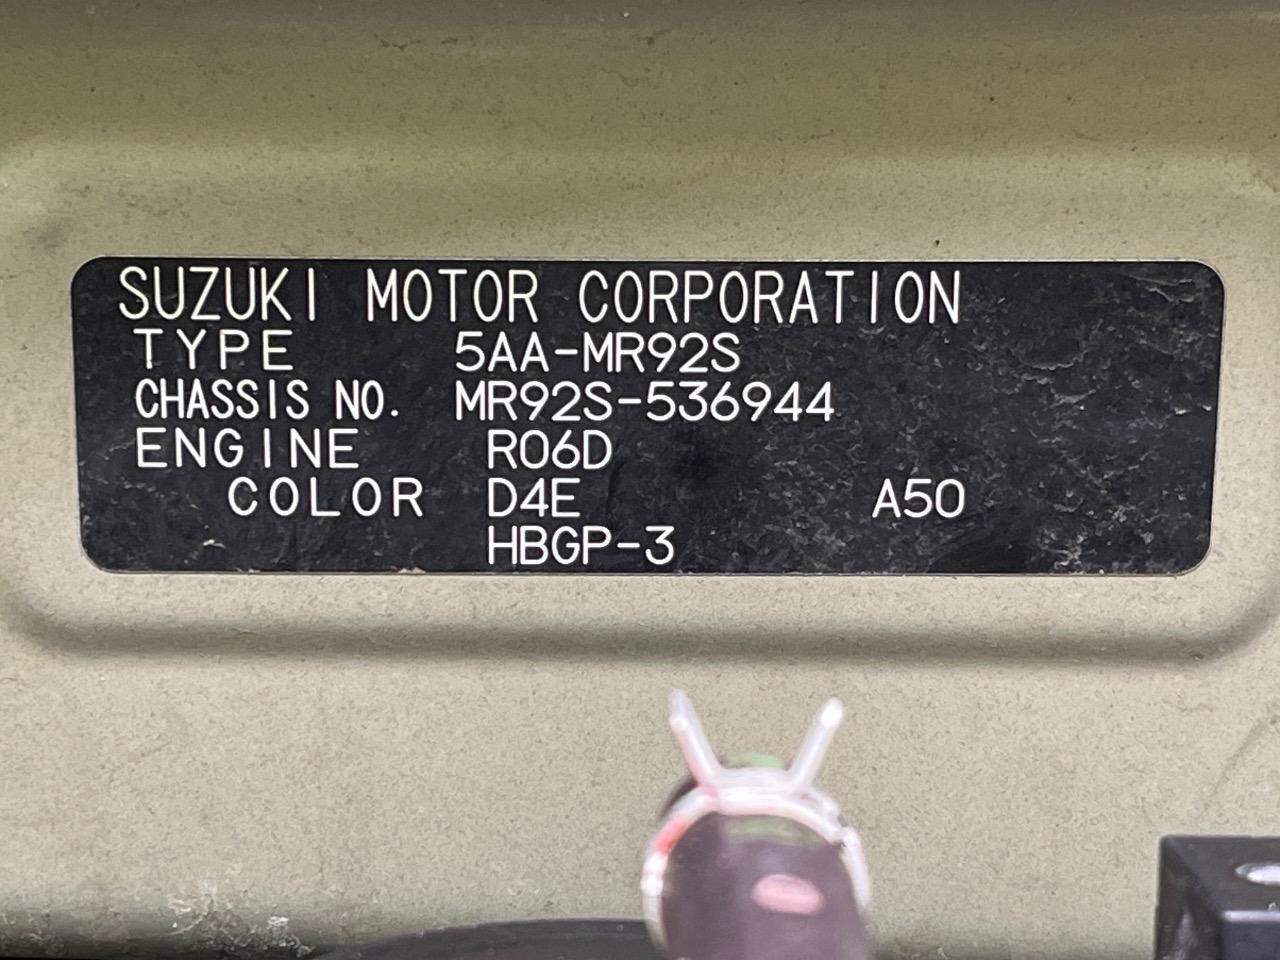 SUZUKI MOTOR CORPORATION
TYPE 5AA-MR92S
CHASSIS NO. MR92S-536944
ENGINE R06D
COLOR D4E A50
HBGP-3